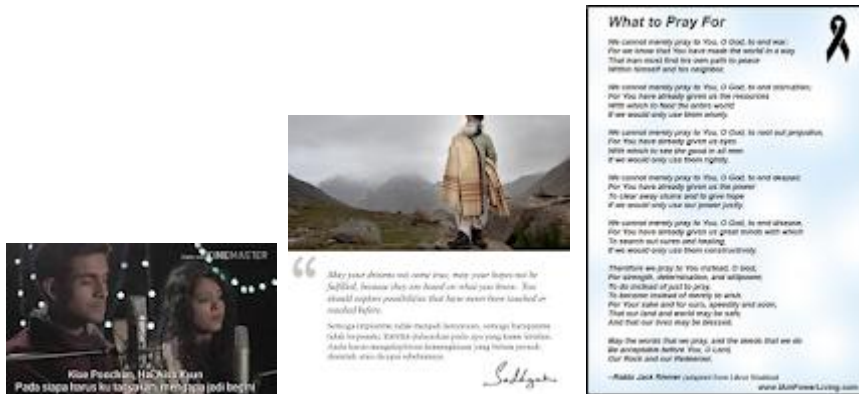 KINEMASTER
Kise Poochun, Hai Aisa Kyun
Pada siapa harus ku tanyakan, mengapa jadi begini
May your dreams not come true, may your hopes not be
fulfilled, because they are based on what you know. You
should explore possibilities that have never been touched or
reached before.
Semoga impianmu tidak menjadi kenyataan, semoga harapanmu
tidak terpenuhi,
Sadhguru
What to Pray For
We cannot merely pray to You, O God, to end war;
For we know that You have made the world in a way
That man must find his own path to peace
Within himself and his neighbor.
We cannot merely pray to You, O God, to end starvation;
For You have already given us the resources
With which to feed the entire world
If we would only use them wisely.
We cannot merely pray to You, O God, to root out prejudice,
For You have already given us eyes
With which to see the good in all men
If we would only use them rightly.
We cannot merely pray to You, O God, to end despair,
For You have already given us the power
To clear away slums and to give hope
If we would only use our power justly.
We cannot merely pray to You, O God, to end disease,
For You have already given us great minds with which
To search out cures and healing,
If we would only use them constructively.
Therefore we pray to You instead, O God,
For strength, determination, and willpower,
To do instead of just to pray,
To become instead of merely to wish.
For Your sake and for ours, speedily and soon,
That our land and world may be safe,
And that our lives may be blessed.
May the words that we pray, and the deeds that we do
Be acceptable before You, O Lord,
Our Rock and our Redeemer.
--Rabbi Jack Riemer
www.IAmPowerLiving.com